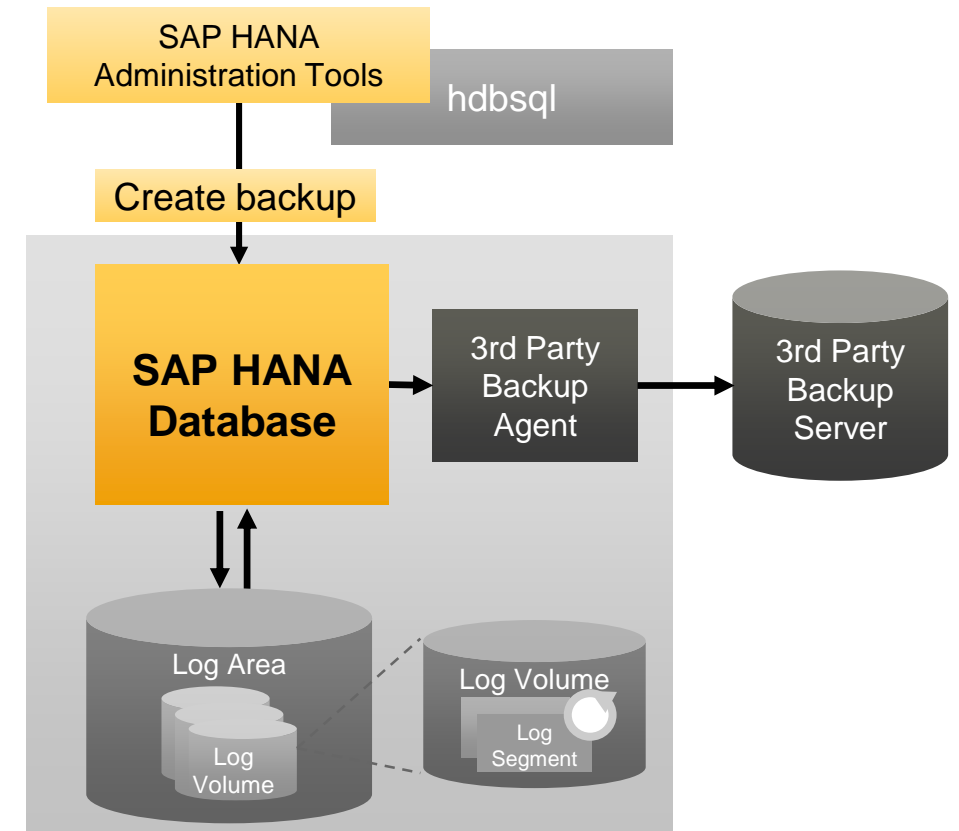 SAP HANA
Administration Tools
hdbsql
Create backup
SAP HANA
Database
3rd Party
Backup
Agent
3rd Party
Backup
Server
Log Area
Log
Volume
Log Volume
Log
Segment